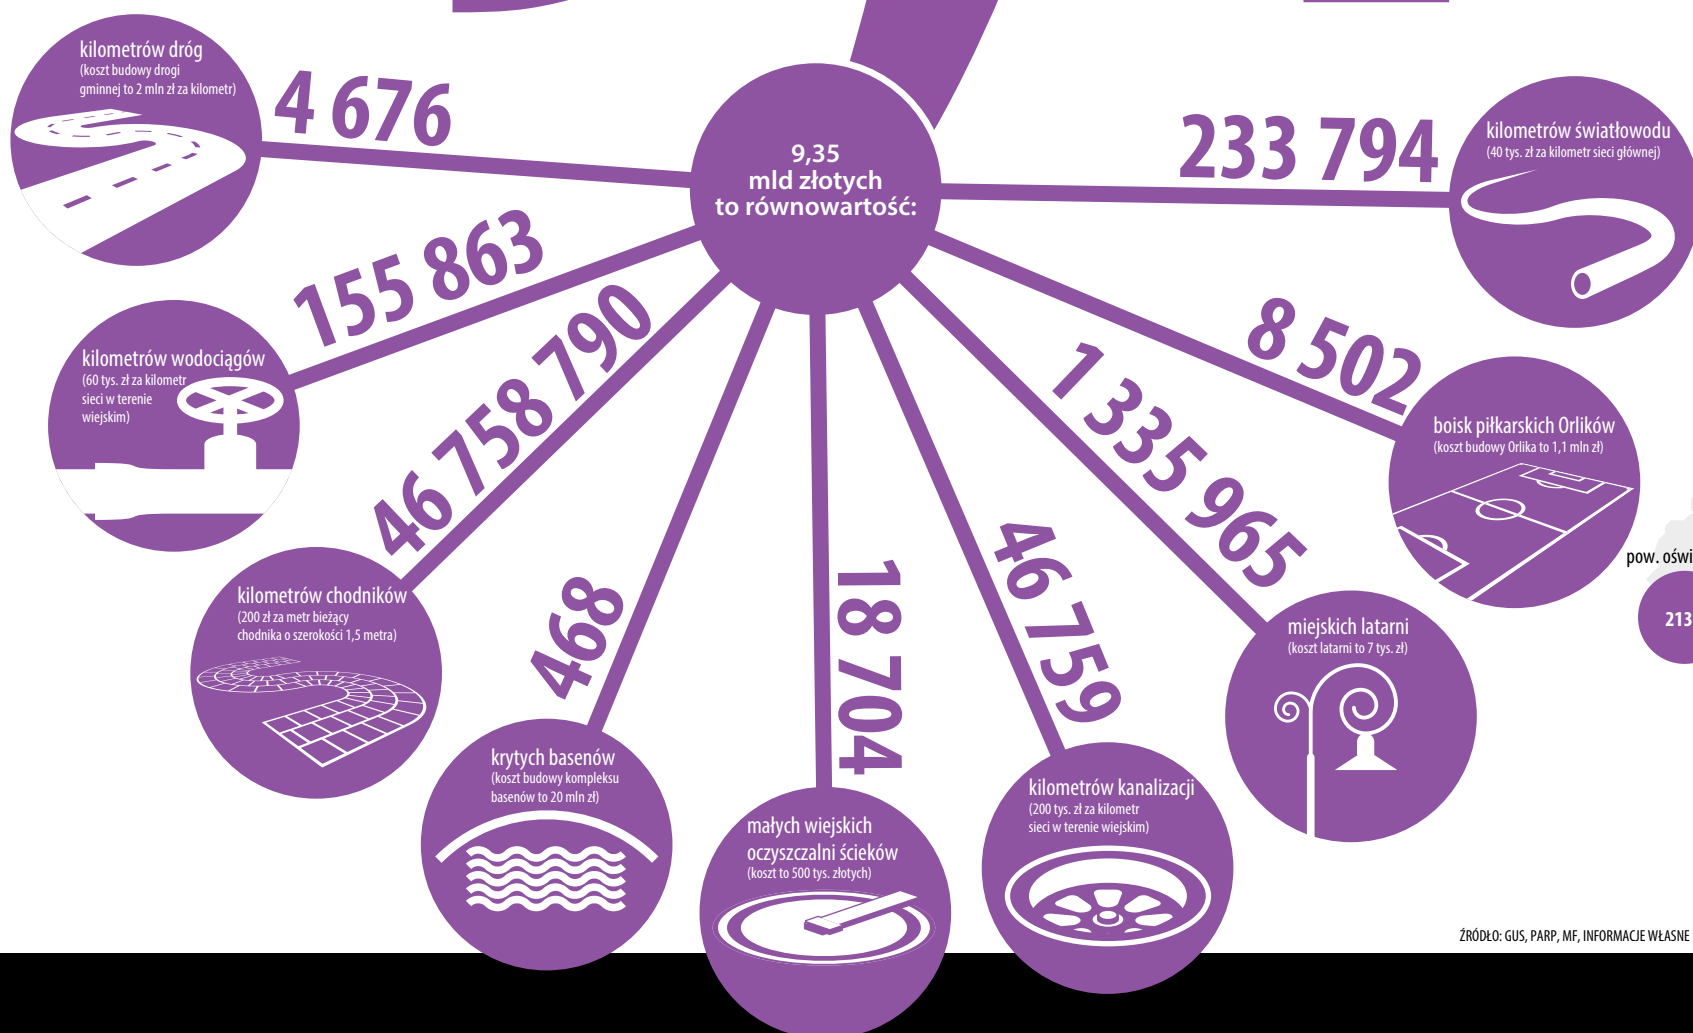 kilometrów dróg
(koszt budowy drogi
gminnej to 2 mln zł za kilometr)
4 676
9,35
mld złotych
to równowartość:
233 794
kilometrów światłowodu
(40 tys. zł za kilometr sieci głównej)
155 863
kilometrów wodociągów
(60 tys. zł za kilometr
sieci w terenie
wiejskim)
8 502
boisk piłkarskich Orlików
(koszt budowy Orlika to 1,1 mln zł)
46 758 790
kilometrów chodników
(200 zł za metr bieżący
chodnika o szerokości 1,5 metra)
1 335 965
miejskich latarni
(koszt latarni to 7 tys. zł)
pow. oświ
213
468
krytych basenów
(koszt budowy kompleksu
basenów to 20 mln zł)
18 704
małych wiejskich
oczyszczalni ścieków
(koszt to 500 tys. złotych)
46 759
kilometrów kanalizacji
(200 tys. zł za kilometr
sieci w terenie wiejskim)
ŹRÓDŁO: GUS, PARP, MF, INFORMACJE WŁASNE